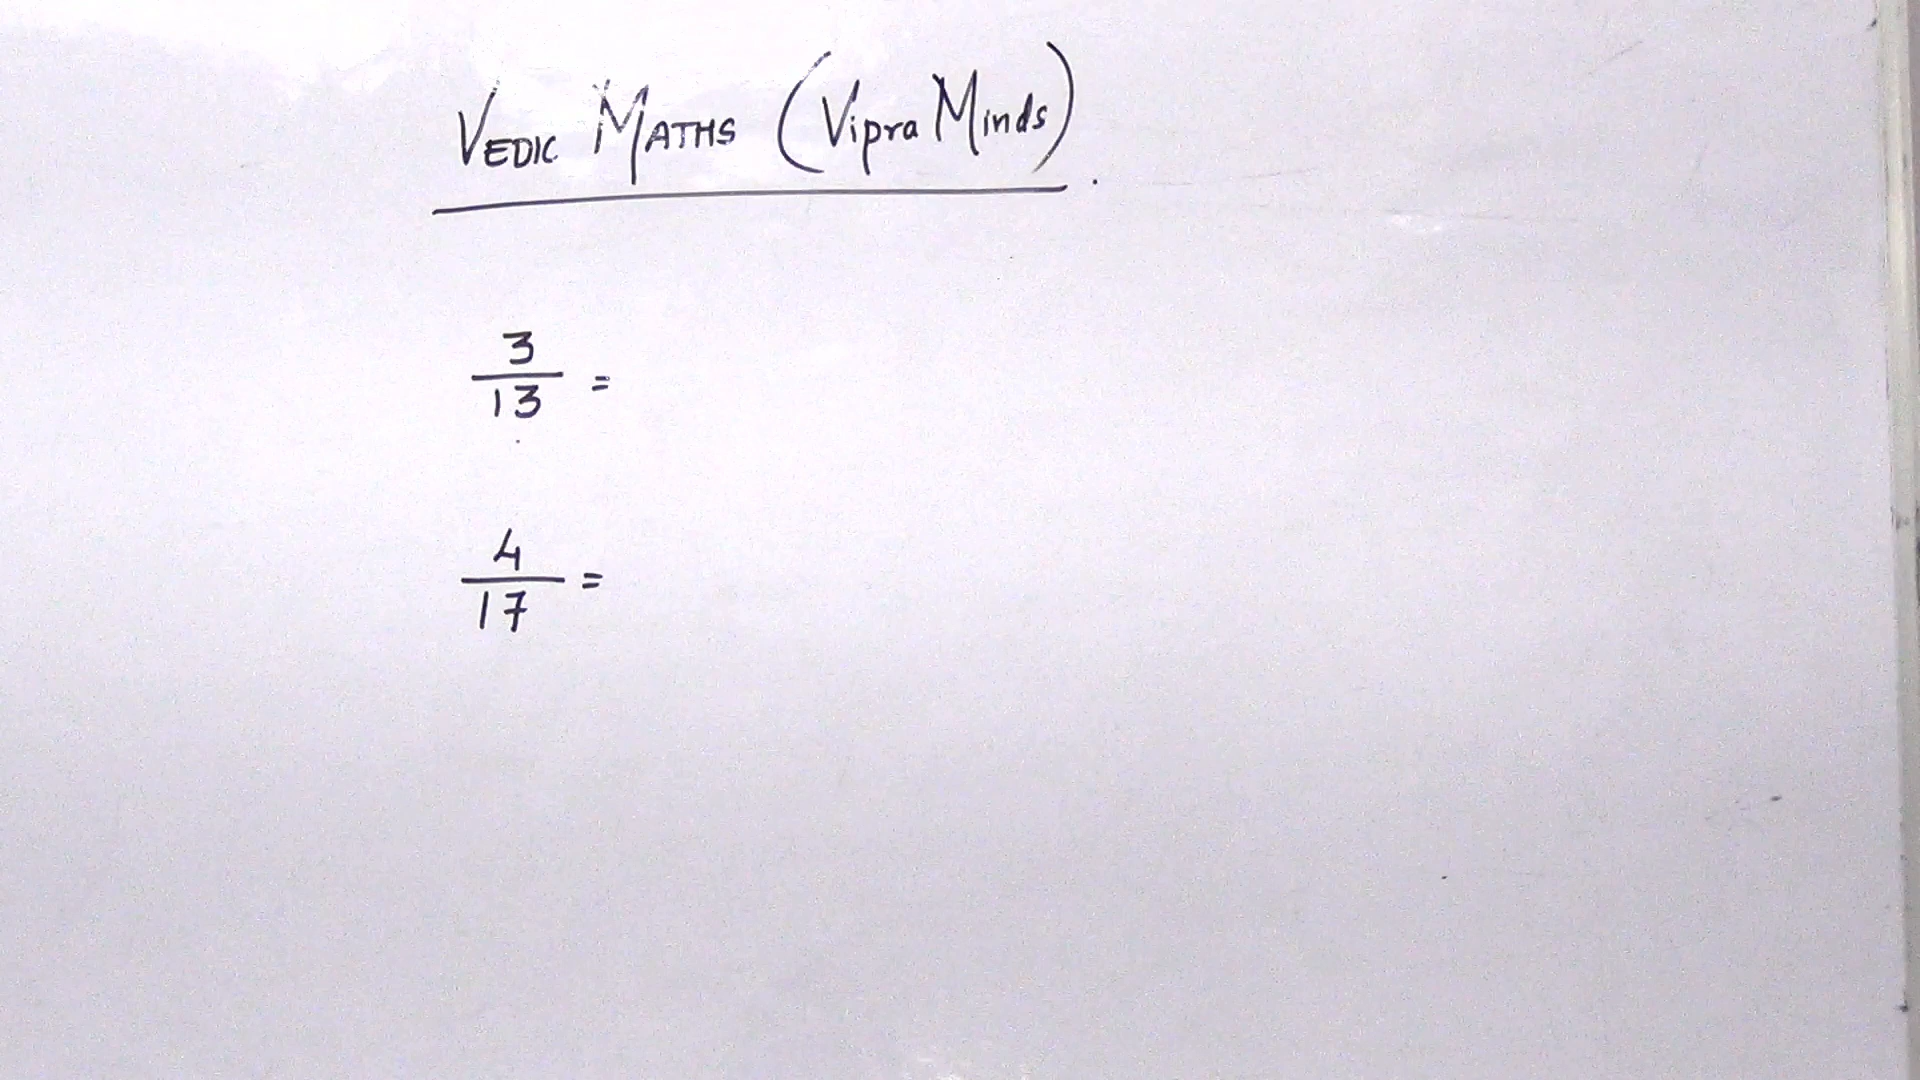 VEDIC MATHS (Vipra Minds).
3/13 =
4/17 =